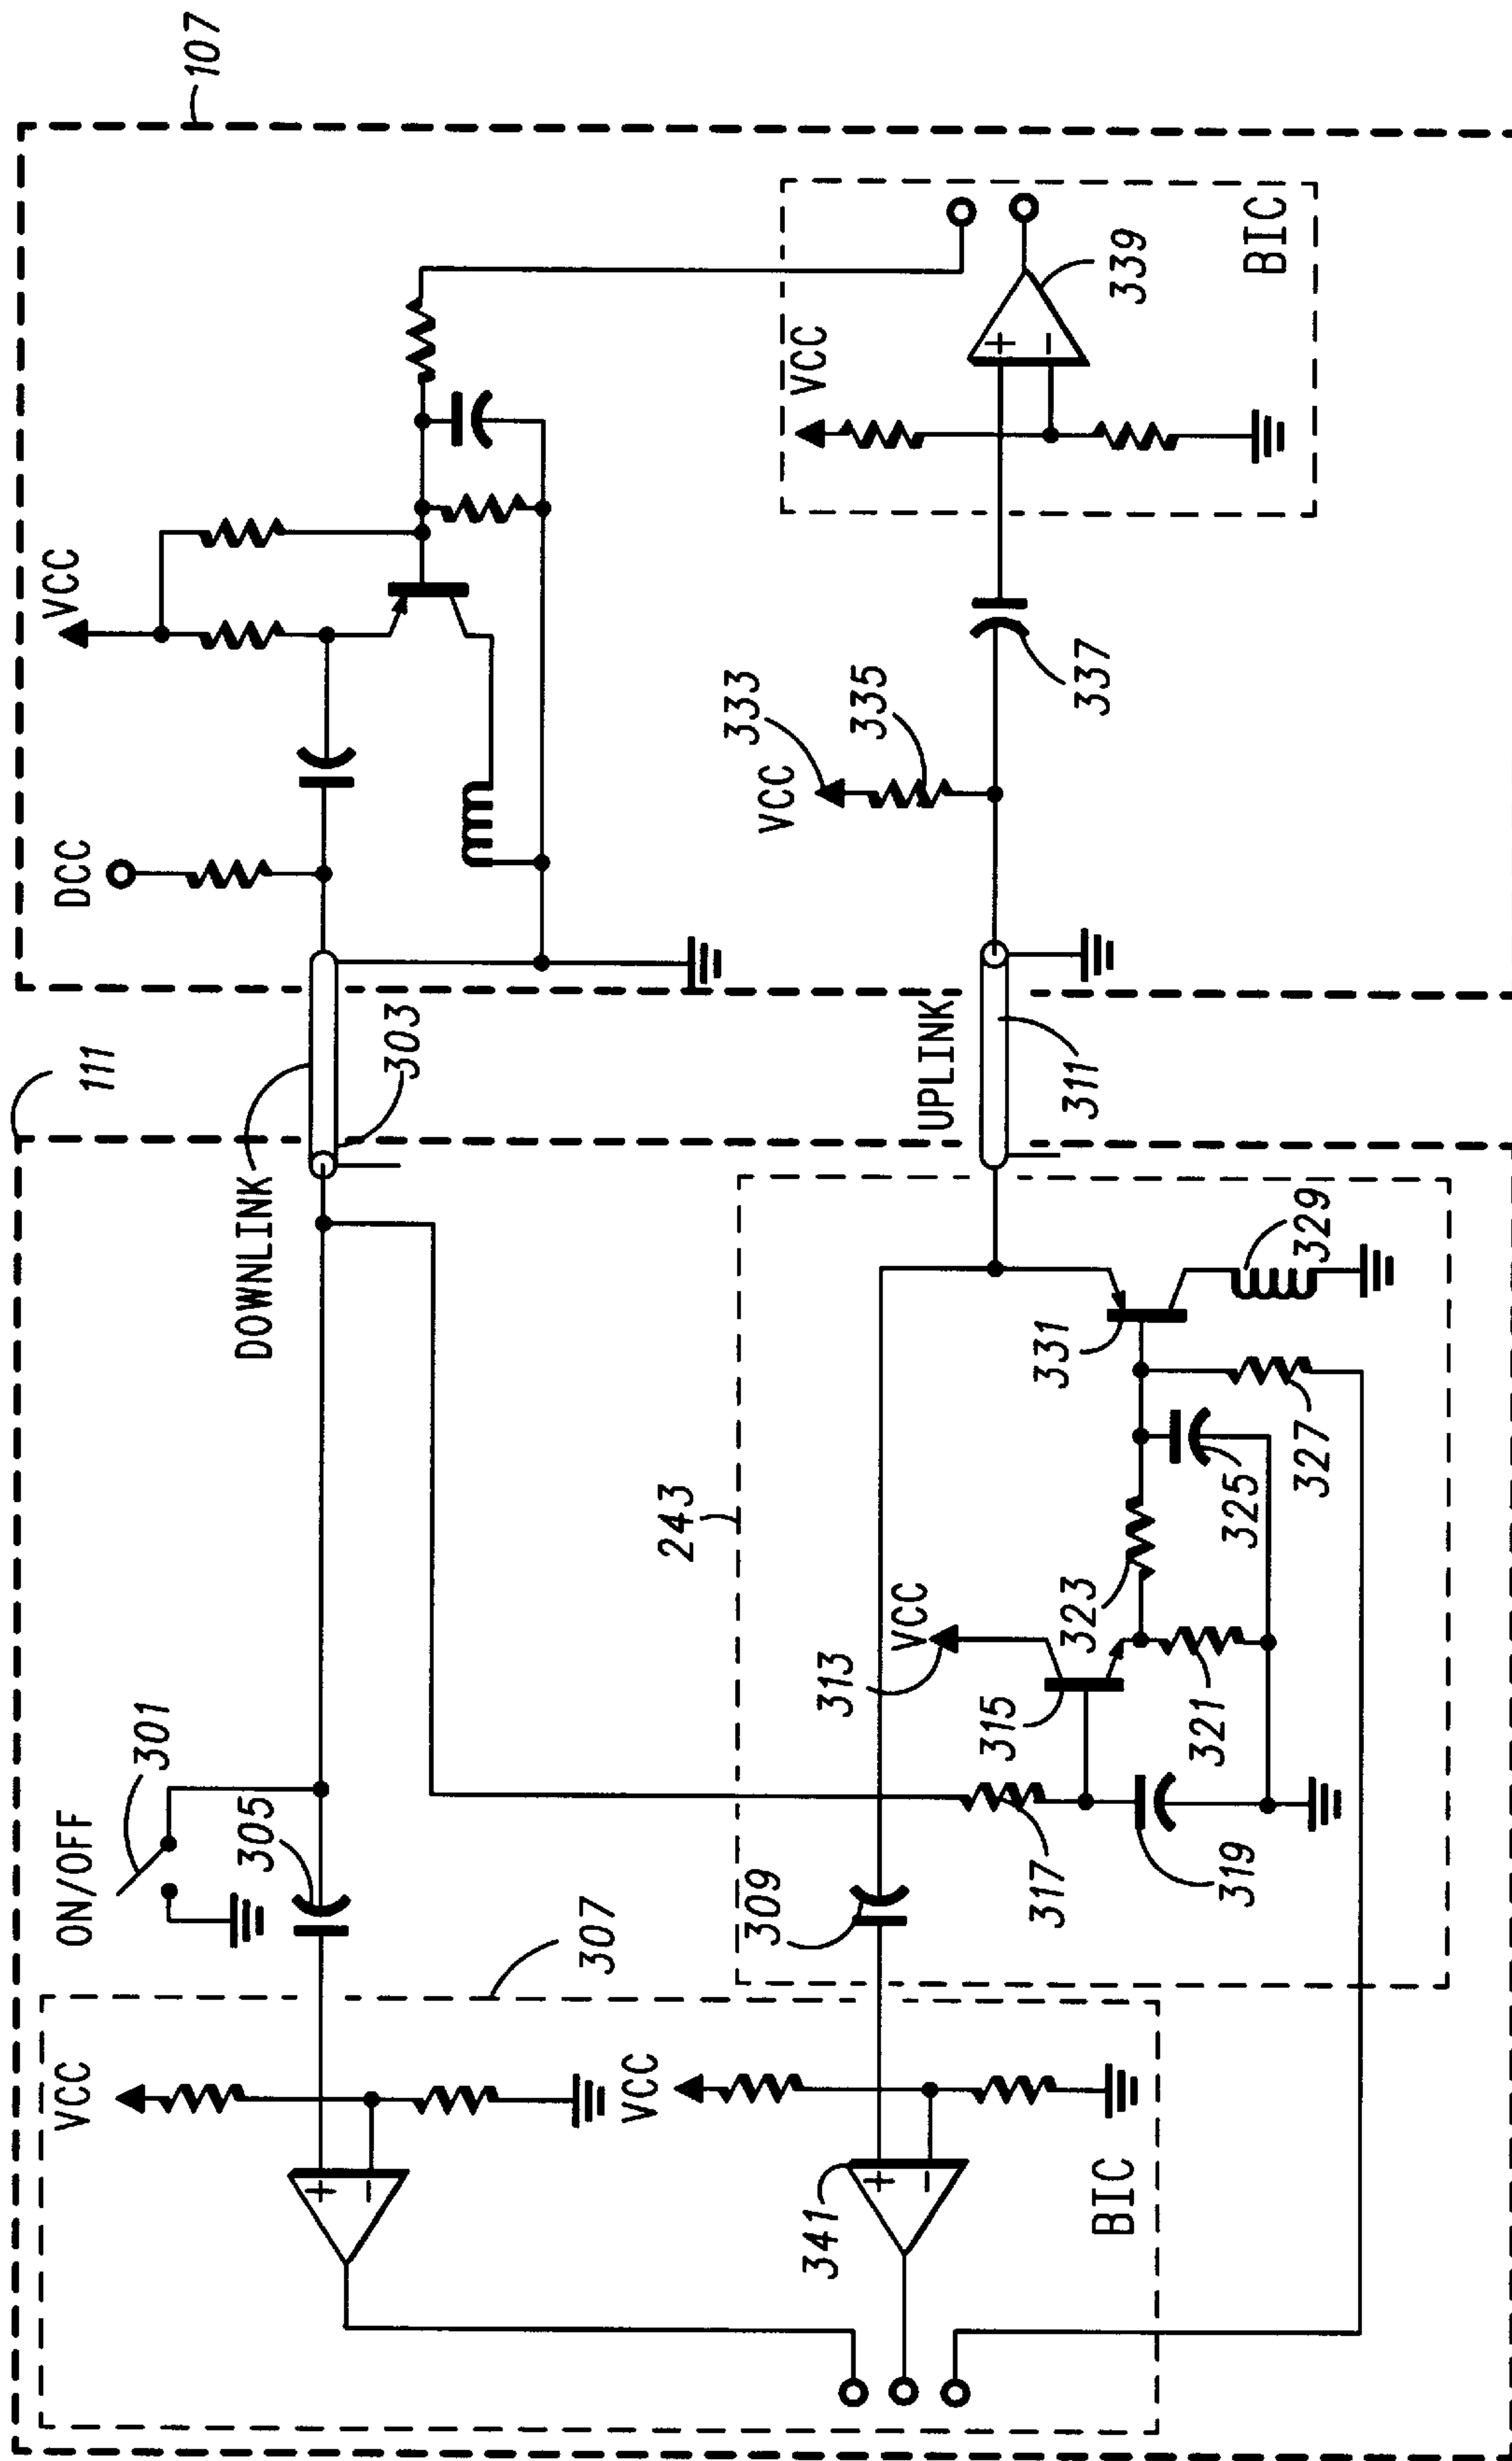 VCC
ON/OFF
DCC
VCC
111
301
107
305
DOWNLINK
+
−
303
307
VCC
243
333
VCC
VCC
309
341
+
−
313
335
VCC
UPLINK
+
−
315
317
331
323
311
337
339
BIC
321
319
325
BIC
327
329